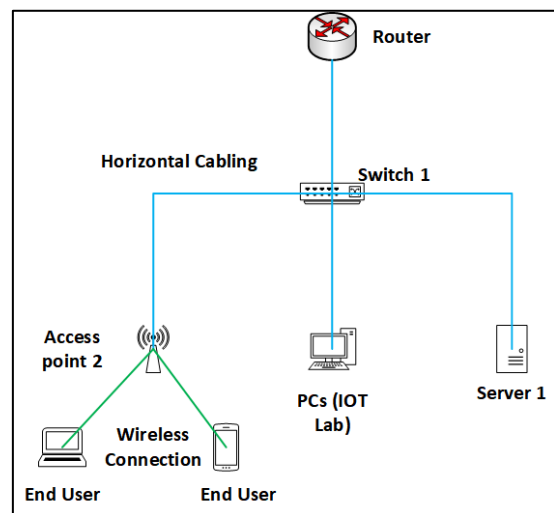 Router
Horizontal Cabling
Switch 1
Access
point 2
PCs (IOT
Lab)
Server 1
Wireless
Connection
End User
End User